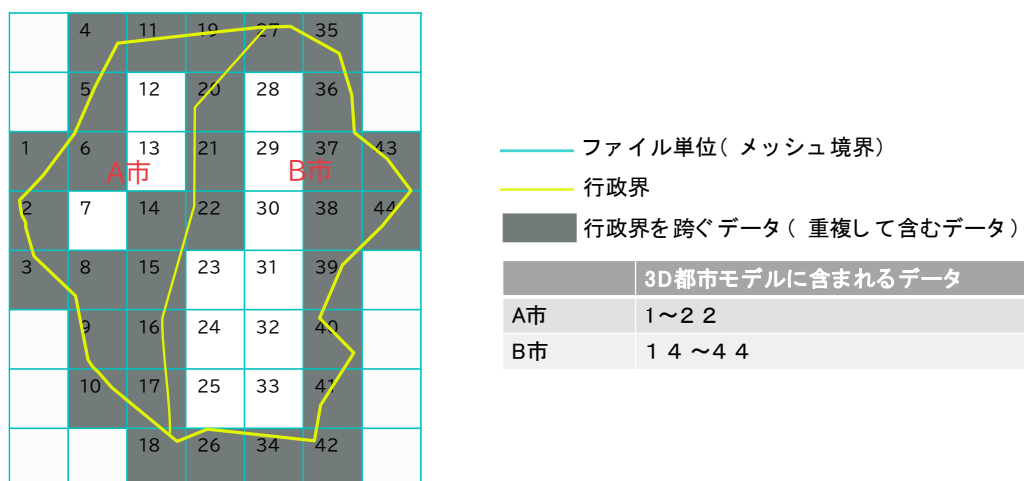 4 11 19 27 35
5 12 20 28 36
1 6 13 21 29 37 43
A市 B市
2 7 14 22 30 38 44
3 8 15 23 31 39
9 16 24 32 40
10 17 25 33 41
18 26 34 42
ファイル単位(メッシュ境界)
行政界
行政界を跨ぐデータ(重複して含むデータ)
3D都市モデルに含まれるデータ
A市 1~22
B市 14~44